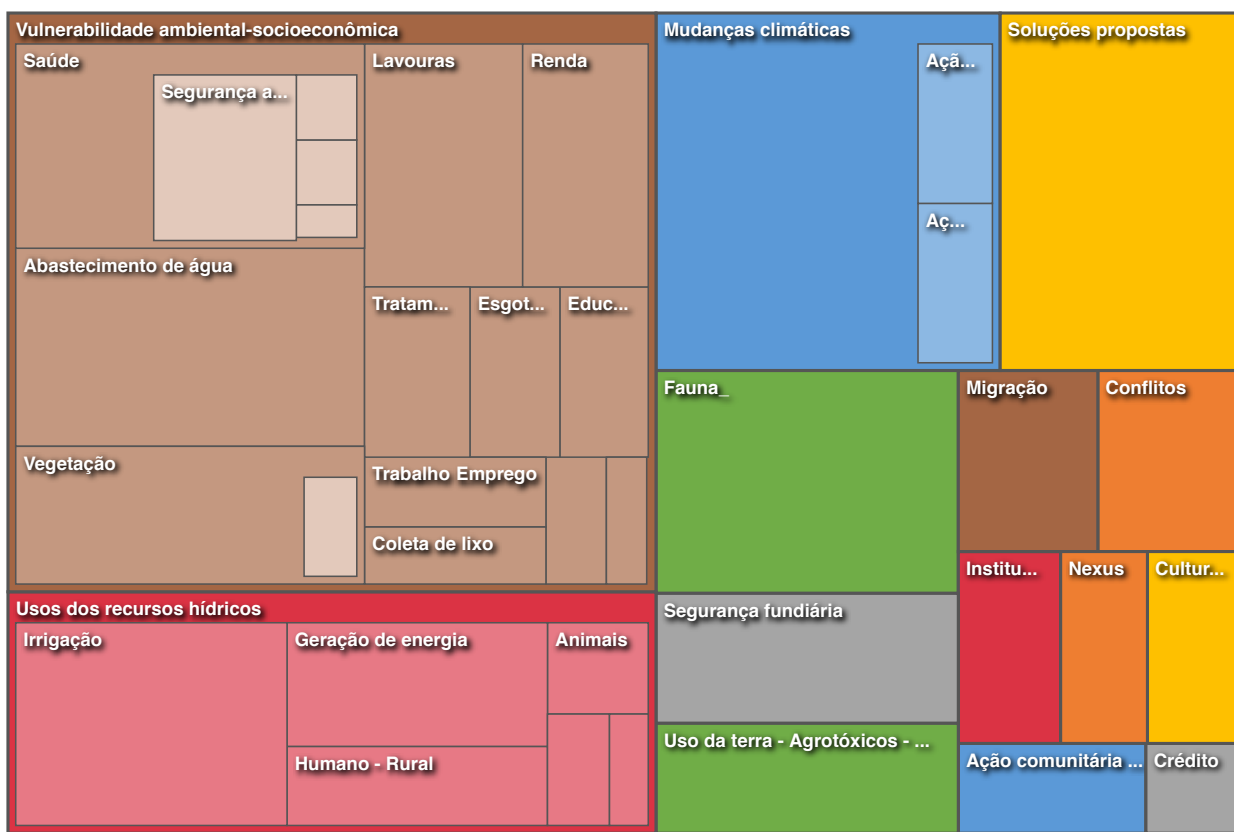 Vulnerabilidade ambiental-socioeconômica
Saúde
Segurança a...
Lavouras
Renda
Abastecimento de água
Tratam...
Esgot...
Educ...
Vegetação
Trabalho Emprego
Coleta de lixo
Usos dos recursos hídricos
Irrigação
Geração de energia
Animais
Humano - Rural
Mudanças climáticas
Açã...
Aç...
Soluções propostas
Fauna_
Migração
Conflitos
Segurança fundiária
Institu...
Nexus
Cultur...
Uso da terra - Agrotóxicos - ...
Ação comunitária ...
Crédito